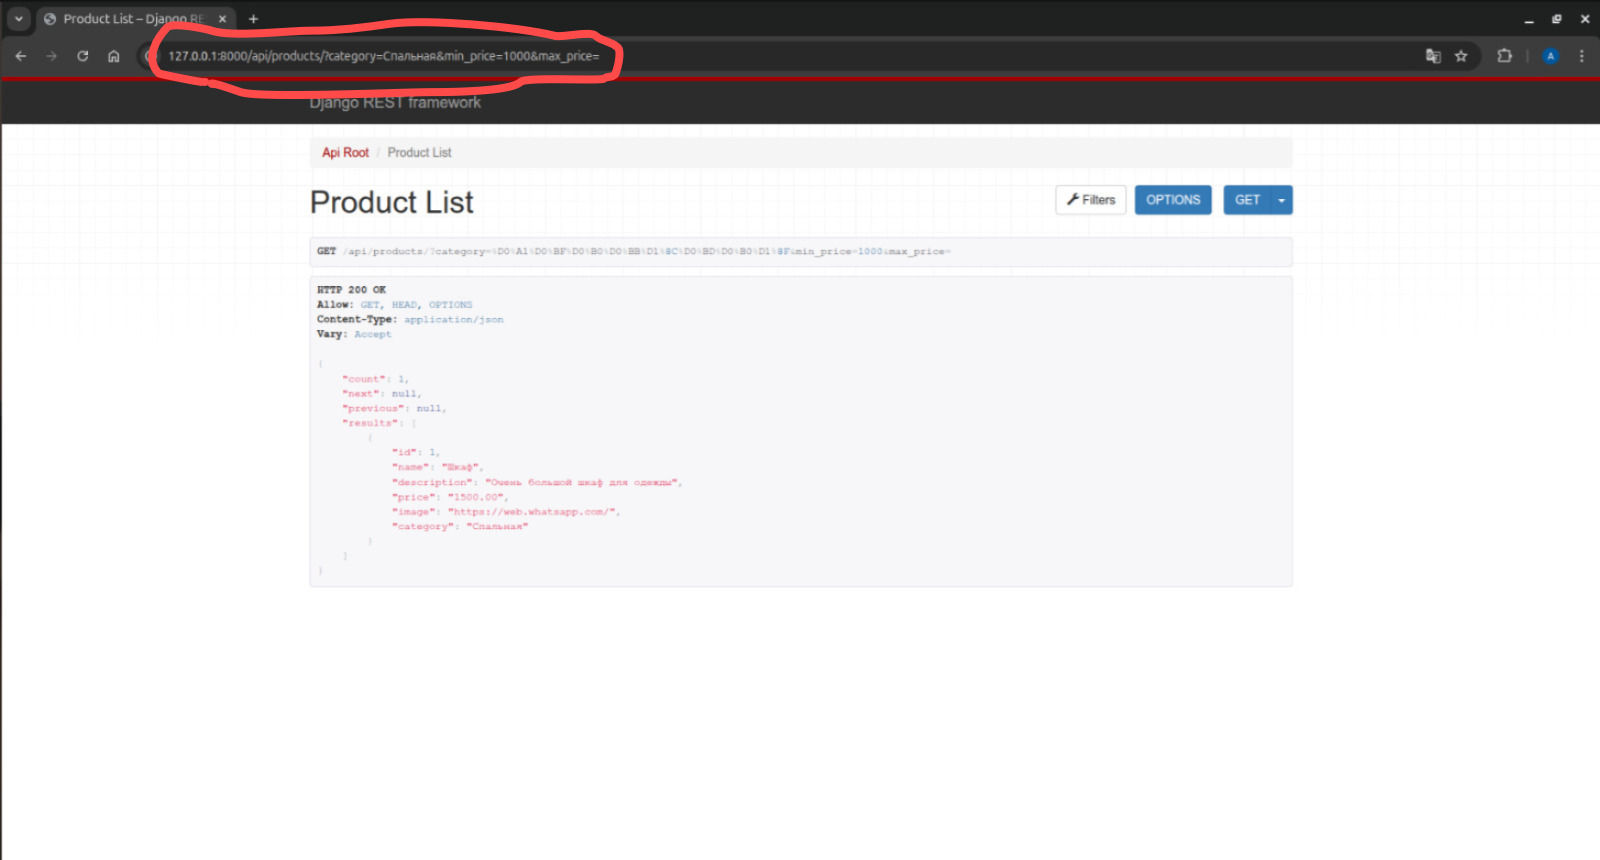 Product List – Django RE
127.0.0.1:8000/api/products/?category=Спальная&min_price=1000&max_price=
A
Django REST framework
Api Root / Product List
Product List
Filters
OPTIONS
GET
GET /api/products/?category=%D0%A1%D0%BF%D0%B0%D0%BB%D1%8C%D0%BD%D0%B0%D1%8F&min_price=1000&max_price=
HTTP 200 OK
Allow: GET, HEAD, OPTIONS
Content-Type: application/json
Vary: Accept
{
"count": 1,
"next": null,
"previous": null,
"results": [
{
"id": 1,
"name": "Шкаф",
"description": "Очень большой шкаф для одежды",
"price": "1500.00",
"image": "https://web.whatsapp.com/",
"category": "Спальная"
}
]
}